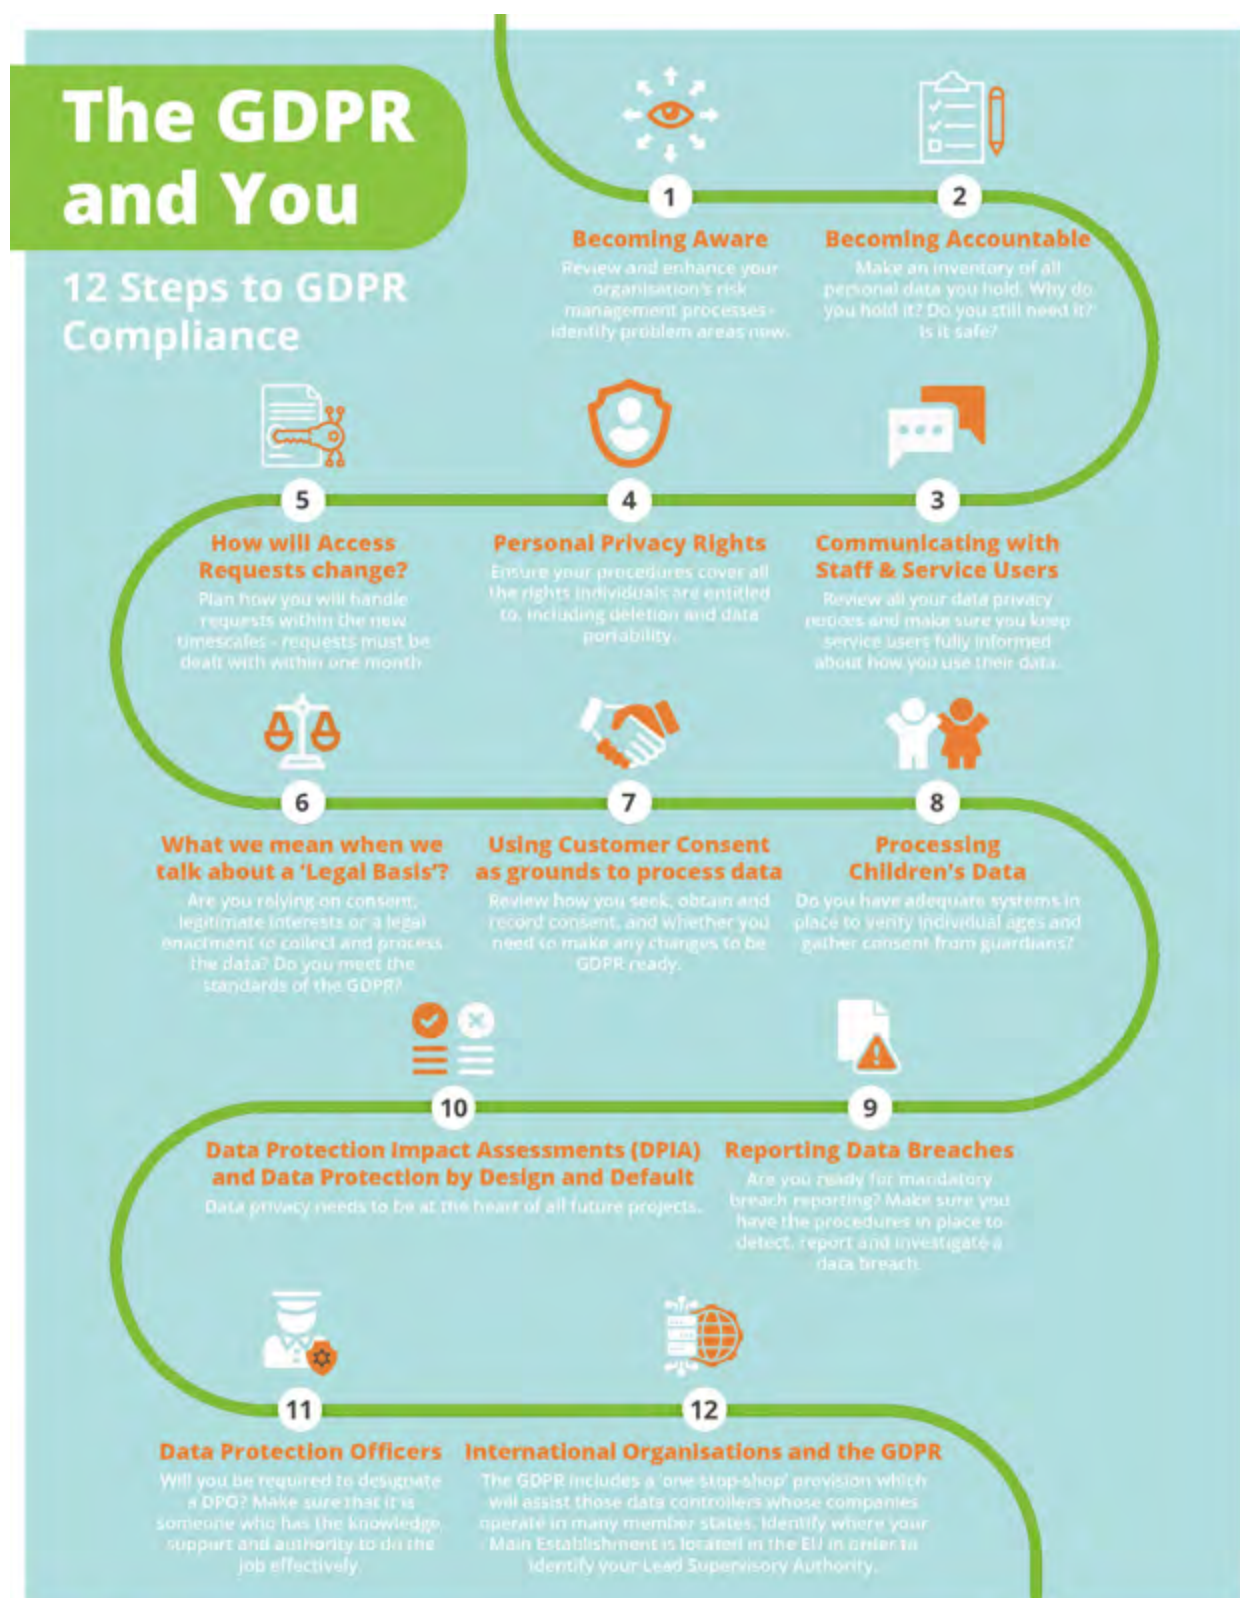 The GDPR
and You
12 Steps to GDPR
Compliance
1
Becoming Aware
Review and enhance your
organisation's risk
management processes -
identify problem areas now.
2
Becoming Accountable
Make an inventory of all
personal data you hold. Why do
you hold it? Do you still need it?
Is it safe?
3
Communicating with
Staff & Service Users
Review all your data privacy
notices and make sure you keep
service users fully informed
about how you use their data.
4
Personal Privacy Rights
Ensure your procedures cover all
the rights individuals are entitled
to, including deletion and data
portability.
5
How will Access
Requests change?
Plan how you will handle
requests within the new
timescales - requests must be
dealt with within one month
6
What we mean when we
talk about a ‘Legal Basis’?
Are you relying on consent,
legitimate interests or a legal
enactment to collect and process
the data? Do you meet the
standards of the GDPR?
7
Using Customer Consent
as grounds to process data
Review how you seek, obtain and
record consent, and whether you
need to make any changes to be
GDPR ready.
8
Processing
Children's Data
Do you have adequate systems in
place to verify individual ages and
gather consent from guardians?
9
Reporting Data Breaches
Are you ready for mandatory
breach reporting? Make sure you
have the procedures in place to
detect, report and investigate a
data breach.
10
Data Protection Impact Assessments (DPIA)
and Data Protection by Design and Default
Data privacy needs to be at the heart of all future projects.
11
Data Protection Officers
Will you be required to designate
a DPO? Make sure that it is
someone who has the knowledge,
support and authority to do the
job effectively.
12
International Organisations and the GDPR
The GDPR includes a ‘one-stop-shop’ provision which
will assist those data controllers whose companies
operate in many member states. Identify where your
Main Establishment is located in the EU in order to
identify your Lead Supervisory Authority.